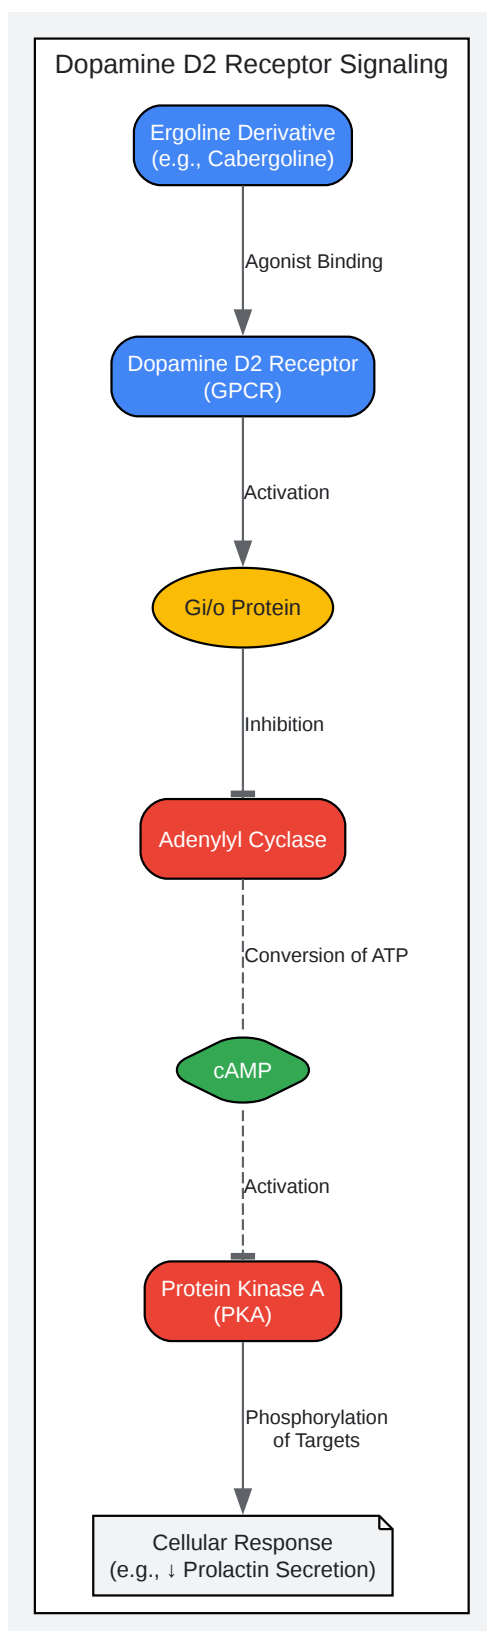 Dopamine D2 Receptor Signaling
Ergoline Derivative
(e.g., Cabergoline)
Agonist Binding
Dopamine D2 Receptor
(GPCR)
Activation
Gi/o Protein
Inhibition
Adenylyl Cyclase
Conversion of ATP
cAMP
Activation
Protein Kinase A
(PKA)
Phosphorylation
of Targets
Cellular Response
(e.g., ↓ Prolactin Secretion)